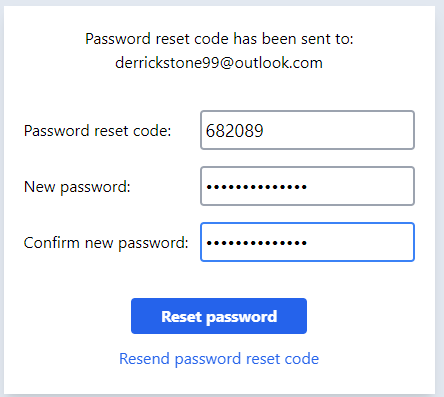 Password reset code has been sent to:
derrickstone99@outlook.com
Password reset code: 682089
New password: ••••••••••••••
Confirm new password: ••••••••••••••
Reset password
Resend password reset code